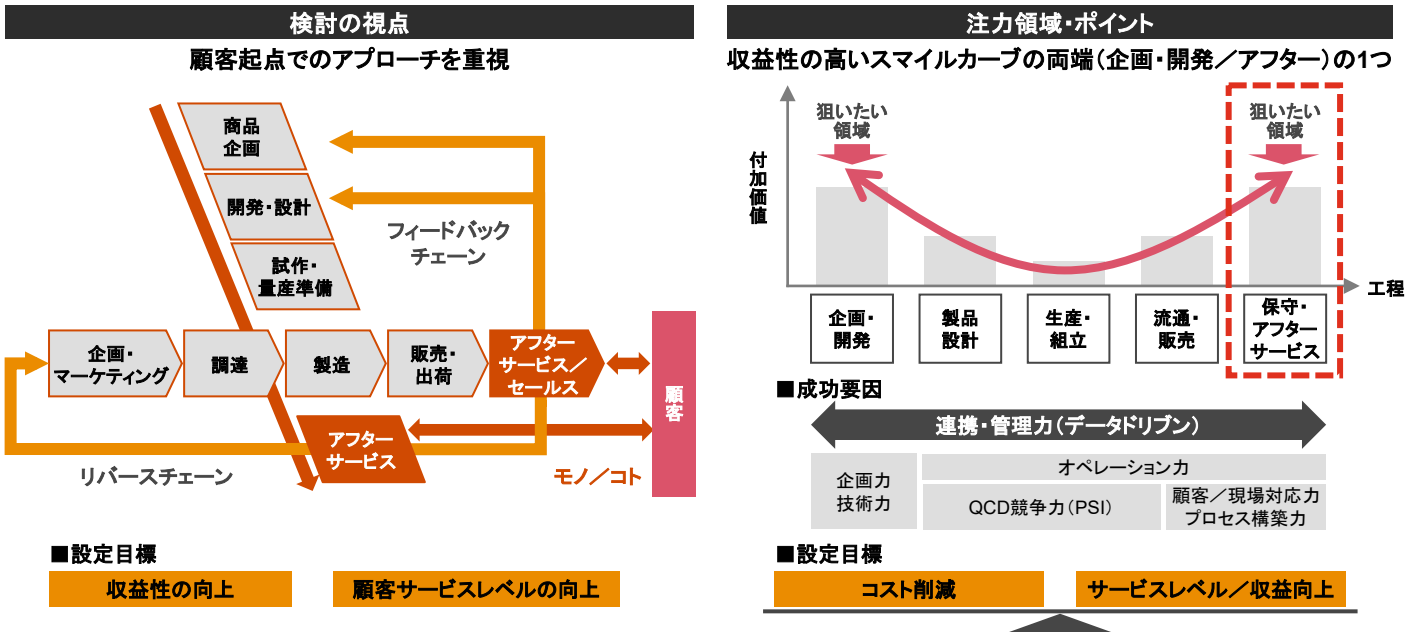 検討の視点
顧客起点でのアプローチを重視
商品
企画
開発・設計
試作・
量産準備
フィードバック
チェーン
企画・
マーケティング
調達
製造
販売・
出荷
アフター
サービス／
セールス
顧客
アフター
サービス
リバースチェーン
モノ／コト
■設定目標
収益性の向上
顧客サービスレベルの向上
注力領域・ポイント
収益性の高いスマイルカーブの両端（企画・開発／アフター）の1つ
狙いたい
領域
狙いたい
領域
付加価値
工程
企画・
開発
製品
設計
生産・
組立
流通・
販売
保守・
アフター
サービス
■成功要因
連携・管理力（データドリブン）
企画力
技術力
オペレーション力
QCD競争力（PSI）
顧客／現場対応力
プロセス構築力
■設定目標
コスト削減
サービスレベル／収益向上